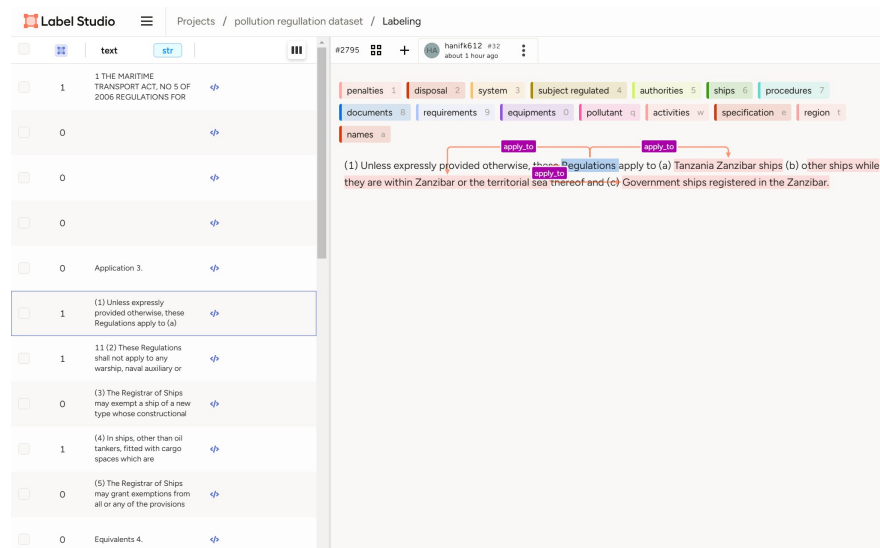 Label Studio
Projects / pollution regullation dataset / Labeling
text str
#2795 HA hanifk612 #32
about 1 hour ago
1 1 THE MARITIME
TRANSPORT ACT, NO 5 OF
2006 REGULATIONS FOR
0
0
0
0 Application 3.
1 (1) Unless expressly
provided otherwise, these
Regulations apply to (a)
1 11 (2) These Regulations
shall not apply to any
warship, naval auxiliary or
0 (3) The Registrar of Ships
may exempt a ship of a new
type whose constructional
1 (4) In ships, other than oil
tankers, fitted with cargo
spaces which are
0 (5) The Registrar of Ships
may grant exemptions from
all or any of the provisions
0 Equivalents 4.
penalties 1 disposal 2 system 3 subject regulated 4 authorities 5 ships 6 procedures 7
documents 8 requirements 9 equipments 0 pollutant q activities w specification e region t
names a
apply_to apply_to
(1) Unless expressly provided otherwise, these Regulations apply to (a) Tanzania Zanzibar ships (b) other ships while
apply_to
they are within Zanzibar or the territorial sea thereof and (c) Government ships registered in the Zanzibar.